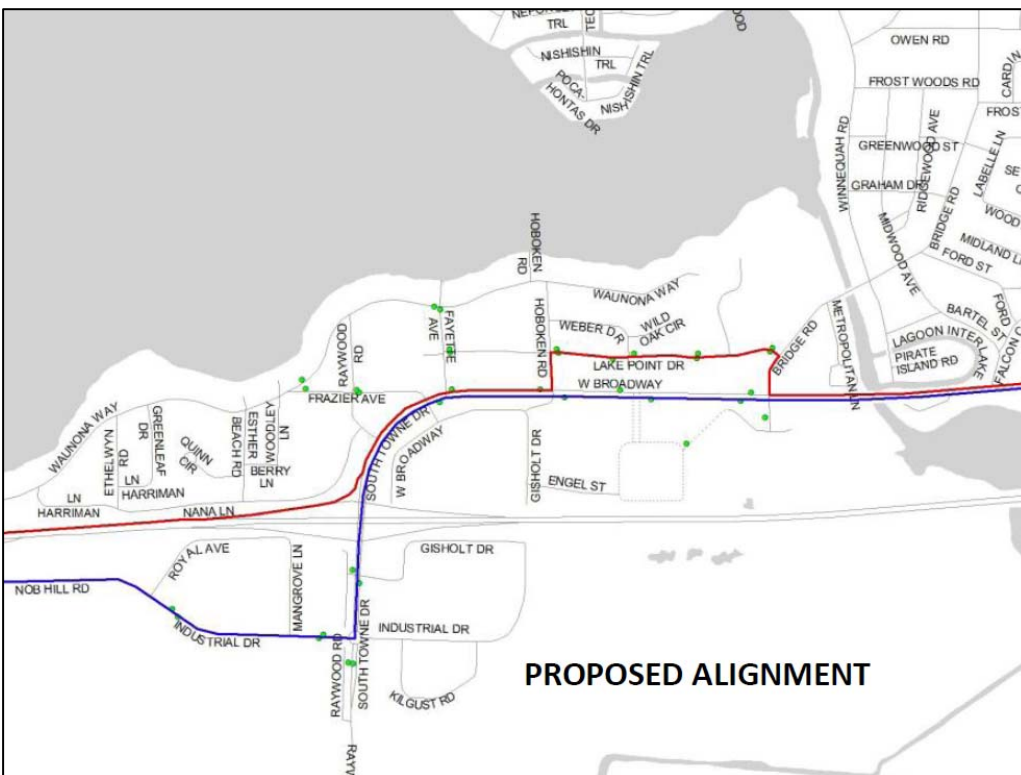 NISHISHIN
TRL
TRL
POCA-
HONTAS DR
NISHISHIN TRL
OWEN RD
FROST WOODS RD
WINNEQUAH RD
GREENWOOD ST
RIDGEWOOD AVE
GRAHAM DR
LABELLE LN
BRIDGE RD
MIDWOOD AVE
FORD ST
BARTEL ST
LAGOON
PIRATE
ISLAND RD
HOBOKEN
RD
WAUNONA WAY
FAYETTE
AVE
HOBOKEN RD
WEBER DR
WILD
OAK CIR
RAYWOOD
RD
LAKE POINT DR
BRIDGE RD
W BROADWAY
FRAZIER AVE
WAUNONA WAY
GREENLEAF
DR
ETHELWYN
RD
QUINN
CIR
ESTHER
BEACH RD
WOODLEY
LN
BERRY
LN
LN
HARRIMAN
LN
HARRIMAN
NANA LN
SOUTH TOWNE DR
W BROADWAY
GISHOLT DR
ENGEL ST
ROYAL AVE
MANGROVE LN
GISHOLT DR
NOB HILL RD
INDUSTRIAL DR
INDUSTRIAL DR
RAYWOOD RD
SOUTH TOWNE DR
KILGUST RD
PROPOSED ALIGNMENT